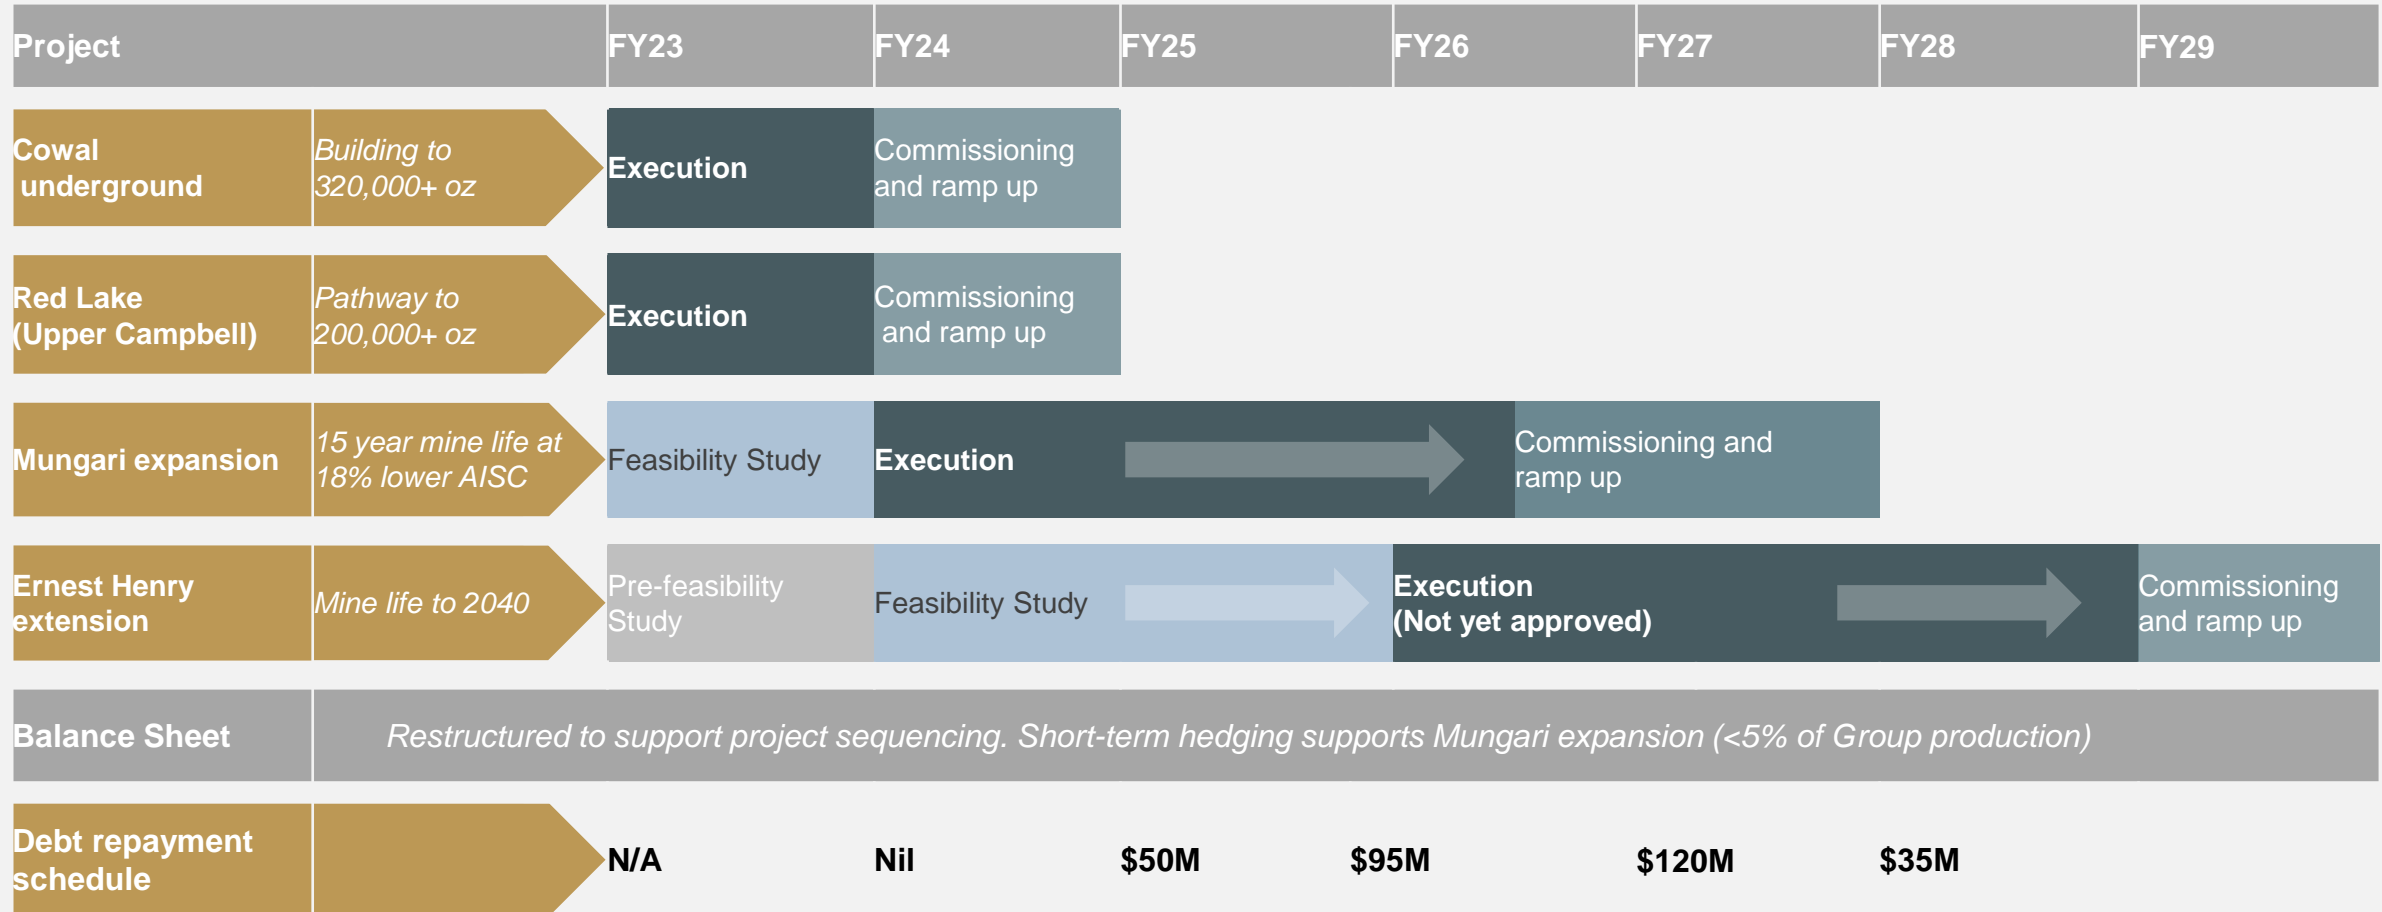 Project
FY23
FY24
FY25
FY26
FY27
FY28
FY29
Cowal
underground
Building to
320,000+ oz
Execution
Commissioning
and ramp up
Red Lake
(Upper Campbell)
Pathway to
200,000+ oz
Execution
Commissioning
and ramp up
Mungari expansion
15 year mine life at
18% lower AISC
Feasibility Study
Execution
Commissioning and
ramp up
Ernest Henry
extension
Mine life to 2040
Pre-feasibility
Study
Feasibility Study
Execution
(Not yet approved)
Commissioning
and ramp up
Balance Sheet
Restructured to support project sequencing. Short-term hedging supports Mungari expansion (<5% of Group production)
Debt repayment
schedule
N/A
Nil
$50M
$95M
$120M
$35M